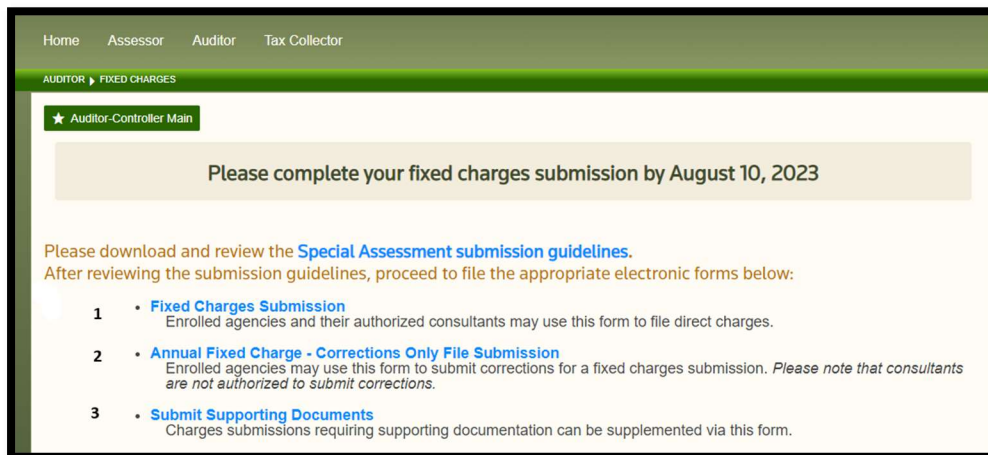 Home Assessor Auditor Tax Collector
AUDITOR FIXED CHARGES
Auditor-Controller Main
Please complete your fixed charges submission by August 10, 2023
Please download and review the Special Assessment submission guidelines.
After reviewing the submission guidelines, proceed to file the appropriate electronic forms below:
1 • Fixed Charges Submission
Enrolled agencies and their authorized consultants may use this form to file direct charges.
2 • Annual Fixed Charge - Corrections Only File Submission
Enrolled agencies may use this form to submit corrections for a fixed charges submission. Please note that consultants
are not authorized to submit corrections.
3 • Submit Supporting Documents
Charges submissions requiring supporting documentation can be supplemented via this form.